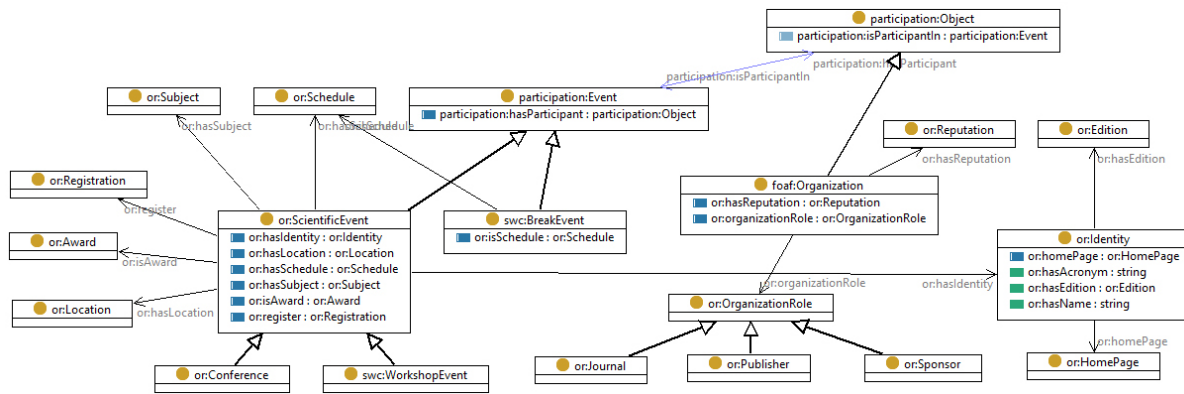 participation:Object
participation:isParticipantIn : participation:Event
participation:hasParticipant
participation:isParticipantIn
or:Subject
or:Schedule
participation:Event
participation:hasParticipant : participation:Object
or:hasSubject
or:hasSchedule
or:isSchedule
or:Reputation
or:hasReputation
or:Edition
or:hasEdition
or:Registration
or:register
foaf:Organization
or:hasReputation : or:Reputation
or:organizationRole : or:OrganizationRole
or:ScientificEvent
or:hasIdentity : or:Identity
or:hasLocation : or:Location
or:hasSchedule : or:Schedule
or:hasSubject : or:Subject
or:isAward : or:Award
or:register : or:Registration
swc:BreakEvent
or:isSchedule : or:Schedule
or:Award
or:isAward
or:Identity
or:homePage : or:HomePage
or:hasAcronym : string
or:hasEdition : or:Edition
or:hasName : string
or:organizationRole
or:hasIdentity
or:Location
or:hasLocation
or:OrganizationRole
or:homePage
or:Conference
swc:WorkshopEvent
or:Journal
or:Publisher
or:Sponsor
or:HomePage